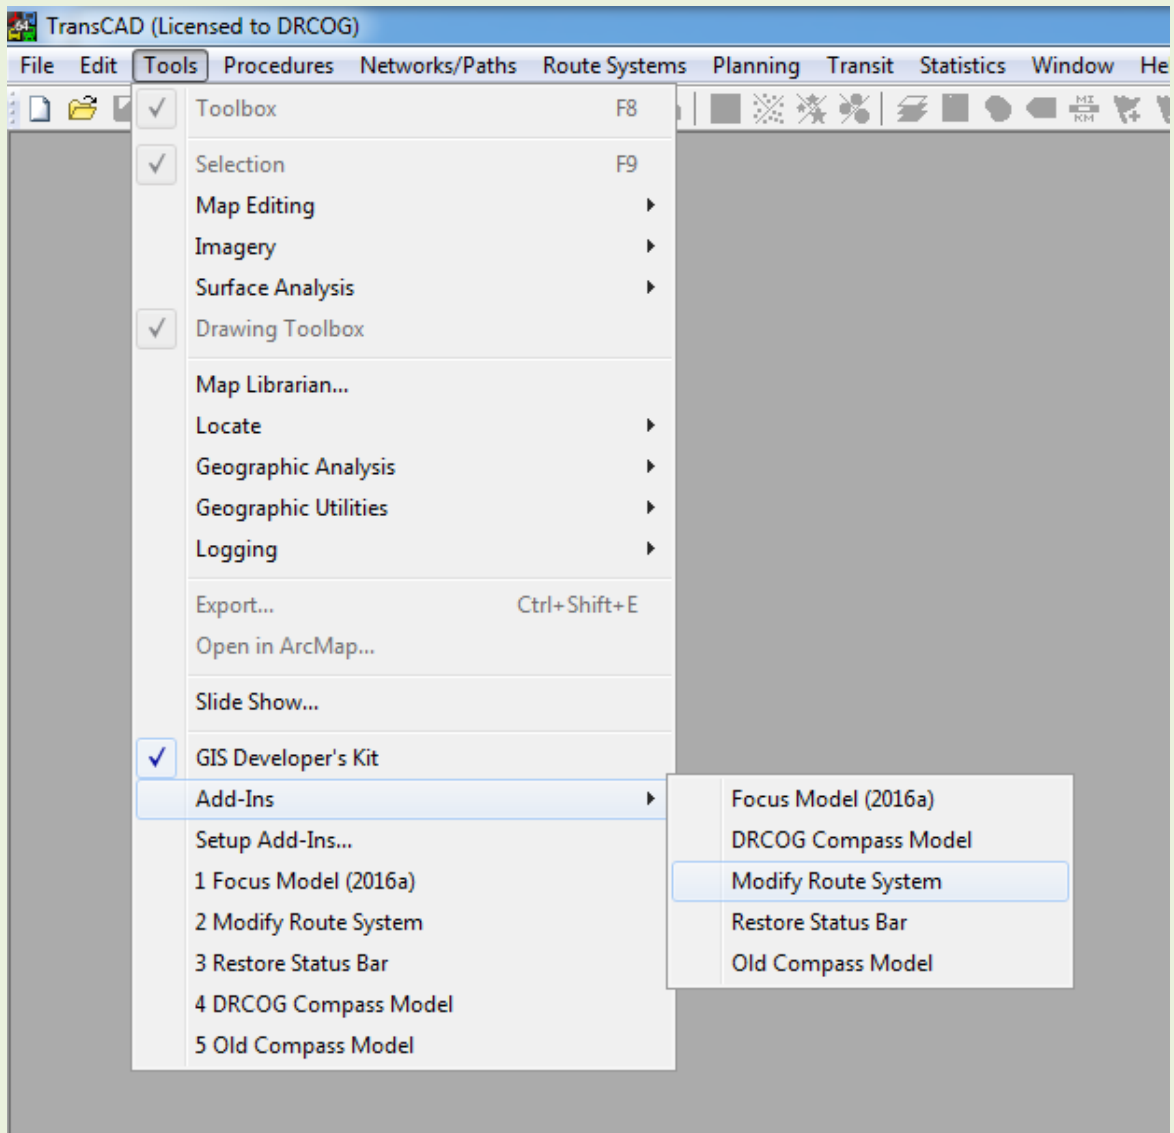 TransCAD (Licensed to DRCOG)
File Edit Tools Procedures Networks/Paths Route Systems Planning Transit Statistics Window He
Toolbox F8
MI
KM
Selection F9
Map Editing
Imagery
Surface Analysis
Drawing Toolbox
Map Librarian...
Locate
Geographic Analysis
Geographic Utilities
Logging
Export... Ctrl+Shift+E
Open in ArcMap...
Slide Show...
GIS Developer's Kit
Add-Ins
Setup Add-Ins...
1 Focus Model (2016a)
2 Modify Route System
3 Restore Status Bar
4 DRCOG Compass Model
5 Old Compass Model
Focus Model (2016a)
DRCOG Compass Model
Modify Route System
Restore Status Bar
Old Compass Model